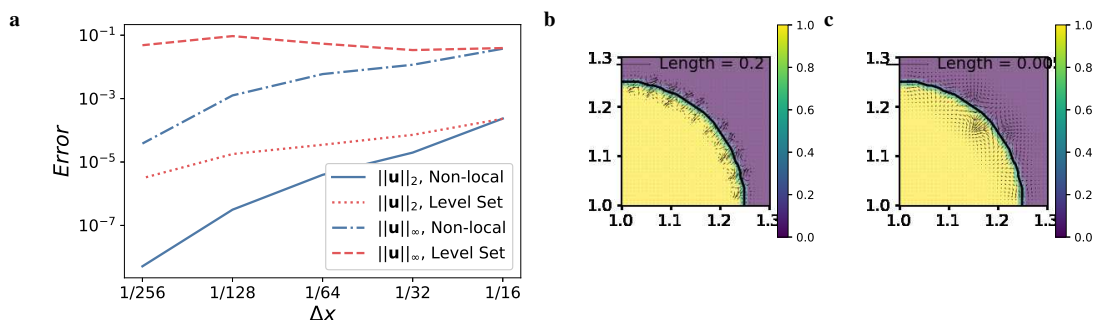 a
Error
10⁻¹
10⁻³
10⁻⁵
10⁻⁷
||u||₂, Non-local
||u||₂, Level Set
||u||∞, Non-local
||u||∞, Level Set
1/256 1/128 1/64 1/32 1/16
Δx
b
Length = 0.2
1.3
1.2
1.1
1.0
1.0 1.1 1.2 1.3
1.0
0.8
0.6
0.4
0.2
0.0
c
Length = 0.005
1.3
1.2
1.1
1.0
1.0 1.1 1.2 1.3
1.0
0.8
0.6
0.4
0.2
0.0